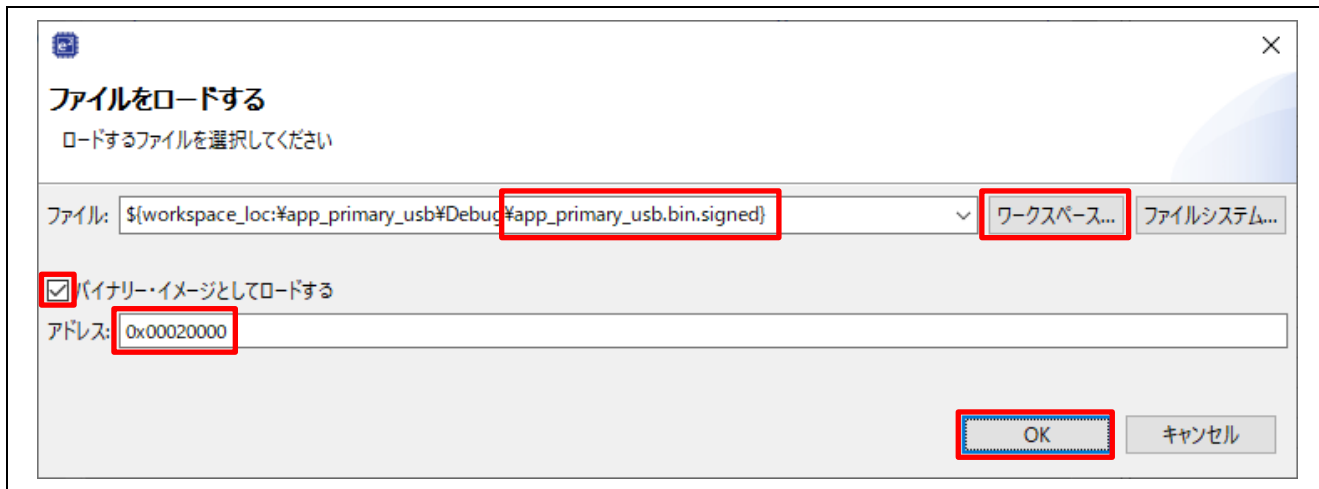 ファイルをロードする
ロードするファイルを選択してください
ファイル: ${workspace_loc:¥app_primary_usb¥Debug¥app_primary_usb.bin.signed} ワークスペース... ファイルシステム...
バイナリー・イメージとしてロードする
アドレス: 0x00020000
OK キャンセル